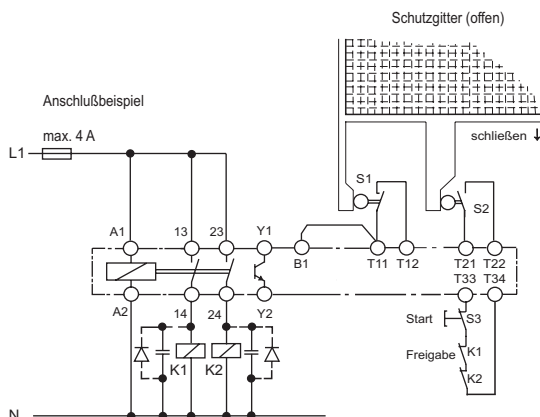 Schutzgitter (offen)
Anschlußbeispiel
schließen
max. 4 A
L1
S1
S2
A1 13 23 Y1
B1 T11 T12 T21 T22
T33 T34
A2 14 24 Y2
Start S3
K1 K2
Freigabe K1
K2
N